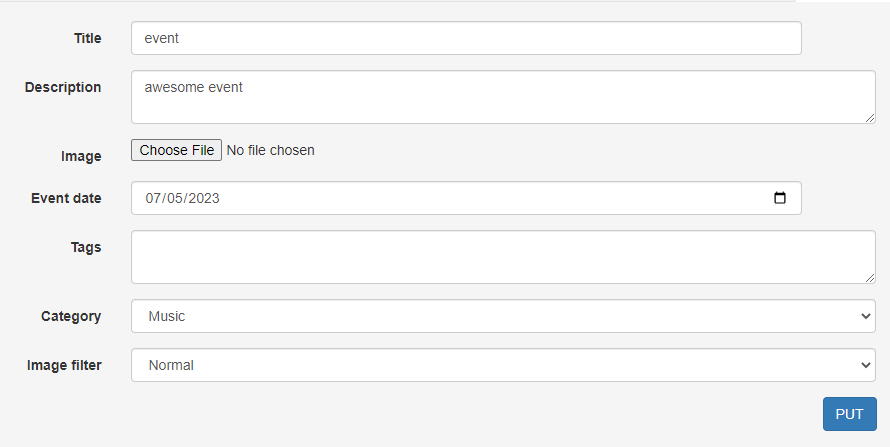 Title event
Description awesome event
Image Choose File No file chosen
Event date 07/05/2023
Tags
Category Music
Image filter Normal
PUT